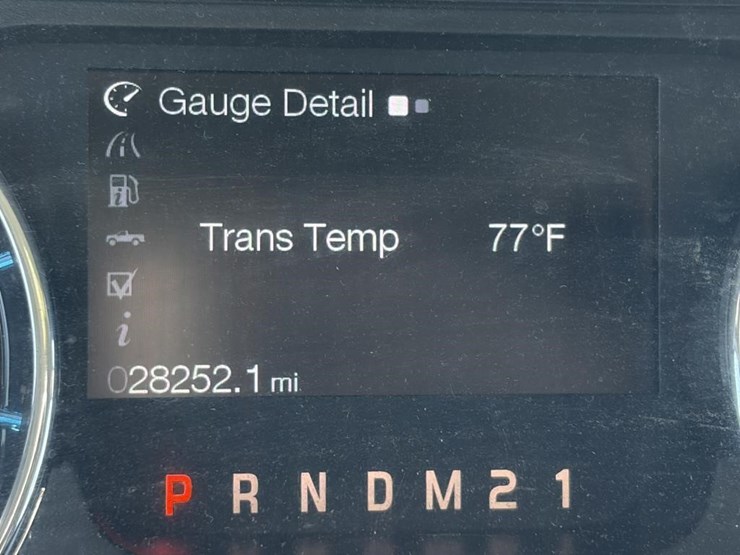 Gauge Detail
Trans Temp 77°F
i
028252.1 mi
P R N D M 2 1